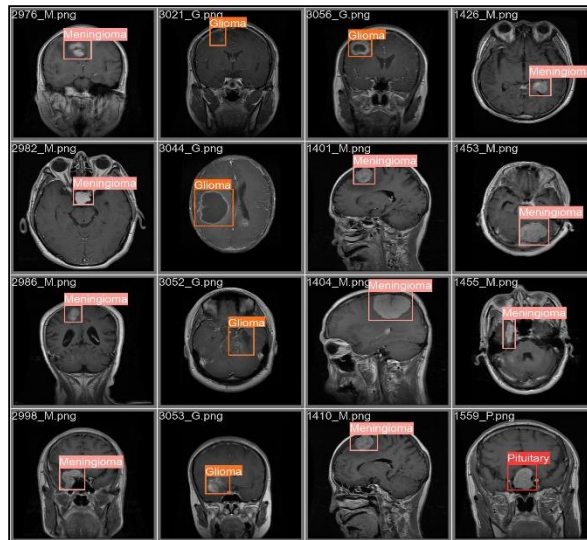 2976_M.png
Meningioma
3021_G.png
Glioma
3056_G.png
Glioma
1426_M.png
Meningioma
2982_M.png
Meningioma
3044_G.png
Glioma
1401_M.png
Meningioma
1453_M.png
Meningioma
2986_M.png
Meningioma
3052_G.png
Glioma
1404_M.png
Meningioma
1455_M.png
Meningioma
2998_M.png
Meningioma
3053_G.png
Glioma
1410_M.png
Meningioma
1559_P.png
Pituitary